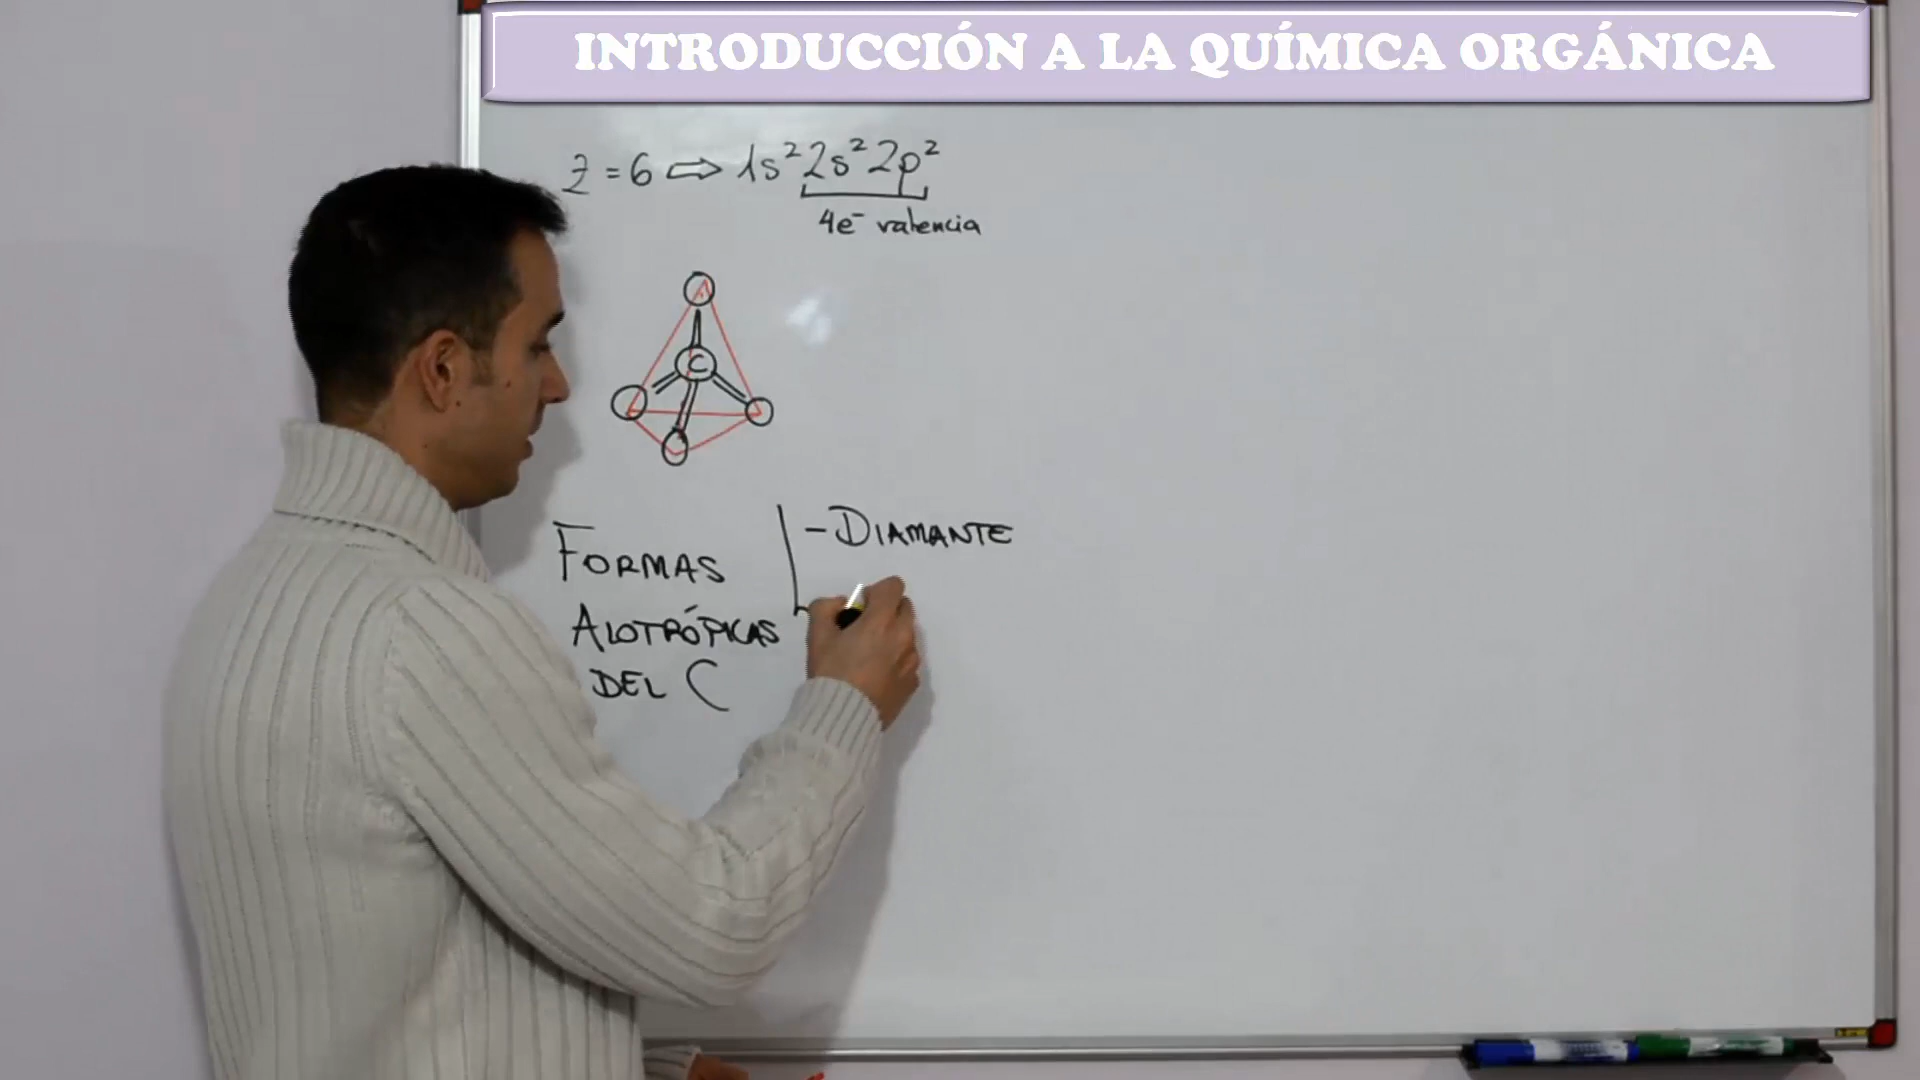 INTRODUCCIÓN A LA QUÍMICA ORGÁNICA
Z = 6 ⇨ 1s² 2s² 2p²
4e⁻ valencia
C
FORMAS
ALOTRÓPICAS
DEL C
- DIAMANTE